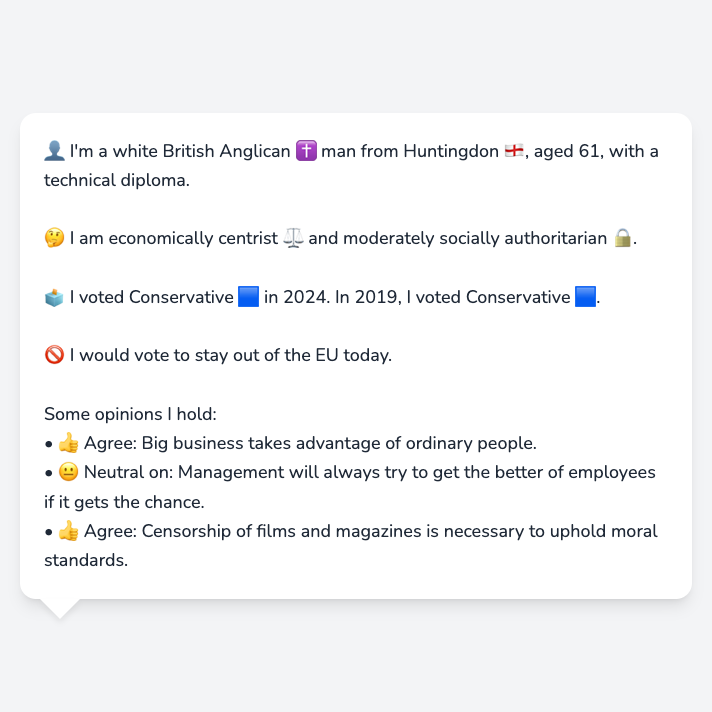 👤 I'm a white British Anglican ✝️ man from Huntingdon 🏴󠁧󠁢󠁥󠁮󠁧󠁿, aged 61, with a
technical diploma.
🤔 I am economically centrist ⚖️ and moderately socially authoritarian 🔒.
🗳️ I voted Conservative 🟦 in 2024. In 2019, I voted Conservative 🟦.
🚫 I would vote to stay out of the EU today.
Some opinions I hold:
• 👍 Agree: Big business takes advantage of ordinary people.
• 😐 Neutral on: Management will always try to get the better of employees
if it gets the chance.
• 👍 Agree: Censorship of films and magazines is necessary to uphold moral
standards.